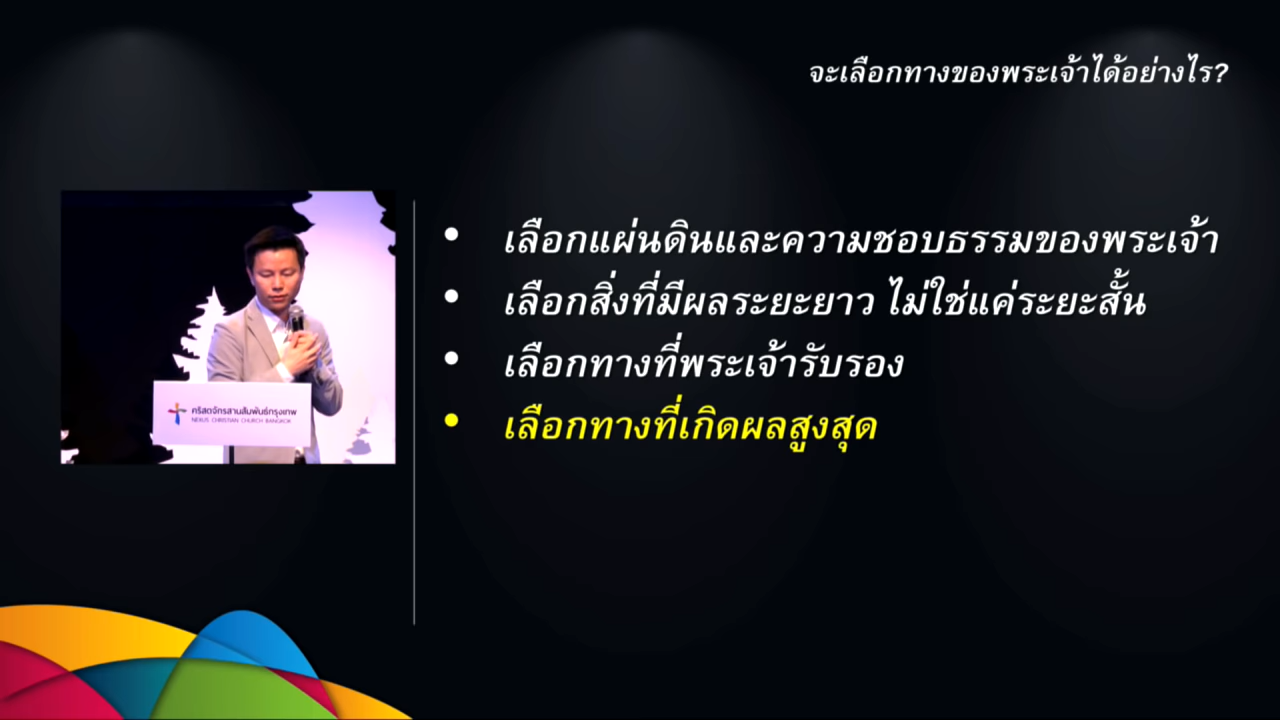 จะเลือกทางของพระเจ้าได้อย่างไร?
• เลือกแผ่นดินและความชอบธรรมของพระเจ้า
• เลือกสิ่งที่มีผลระยะยาว ไม่ใช่แค่ระยะสั้น
• เลือกทางที่พระเจ้ารับรอง
• เลือกทางที่เกิดผลสูงสุด
คริสตจักรสานสัมพันธ์กรุงเทพ
NEXUS CHRISTIAN CHURCH BANGKOK